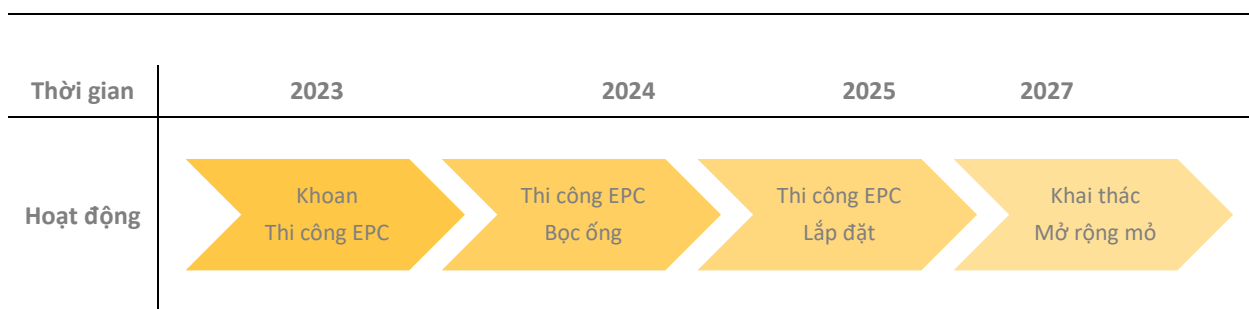 Thời gian 2023 2024 2025 2027
Hoạt động
Khoan
Thi công EPC
Thi công EPC
Bọc ống
Thi công EPC
Lắp đặt
Khai thác
Mở rộng mỏ